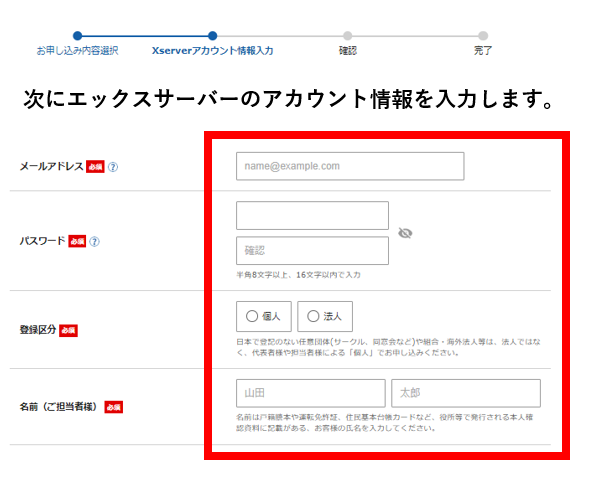 お申し込み内容選択 Xserverアカウント情報入力 確認 完了
次にエックスサーバーのアカウント情報を入力します。
メールアドレス 必須 ?
name@example.com
パスワード 必須 ?
確認
半角8文字以上、16文字以内で入力
登録区分 必須
個人 法人
日本で登記のない任意団体(サークル、同窓会など)や組合・海外法人等は、法人ではな
く、代表者様や担当者様による「個人」でお申し込みください。
名前（ご担当者様） 必須
山田 太郎
名前は戸籍謄本や運転免許証、住民基本台帳カードなど、役所等で発行される本人確
認資料に記載がある、お客様の氏名を入力してください。